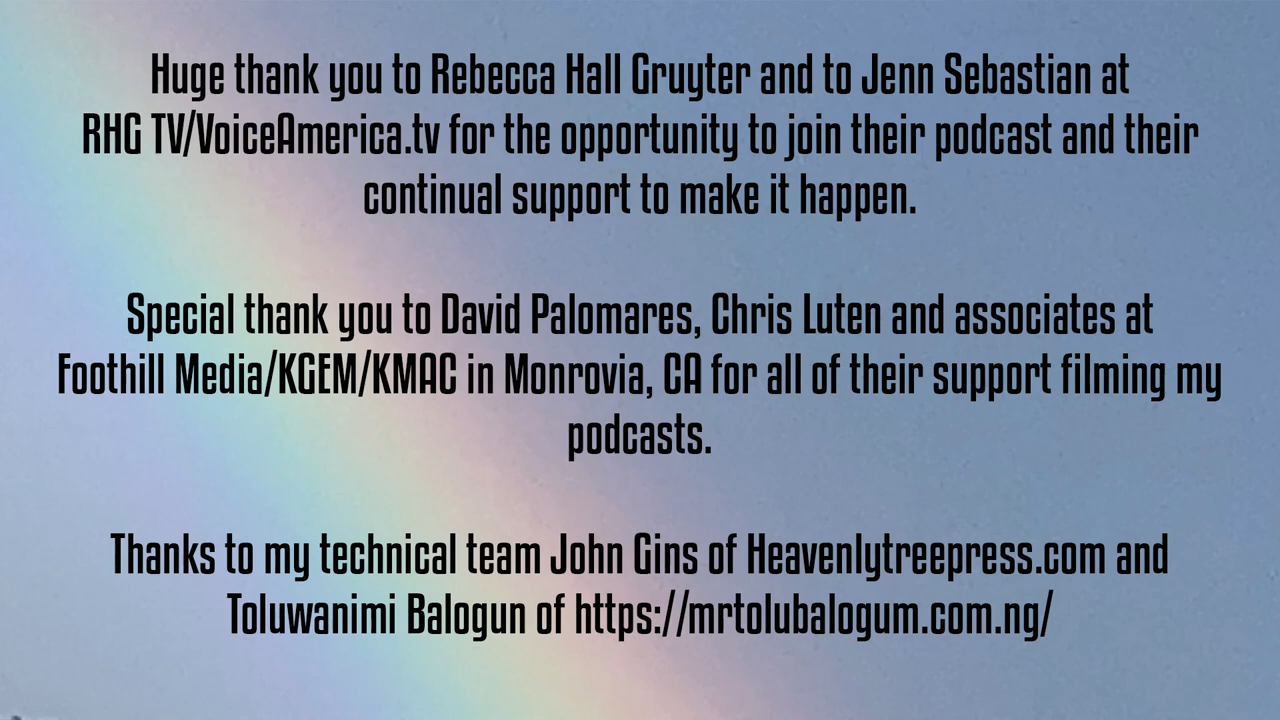 Huge thank you to Rebecca Hall Gruyter and to Jenn Sebastian at
RHG TV/VoiceAmerica.tv for the opportunity to join their podcast and their
continual support to make it happen.
Special thank you to David Palomares, Chris Luten and associates at
Foothill Media/KGEM/KMAC in Monrovia, CA for all of their support filming my
podcasts.
Thanks to my technical team John Gins of Heavenlytreepress.com and
Toluwanimi Balogun of https://mrtolubalogum.com.ng/